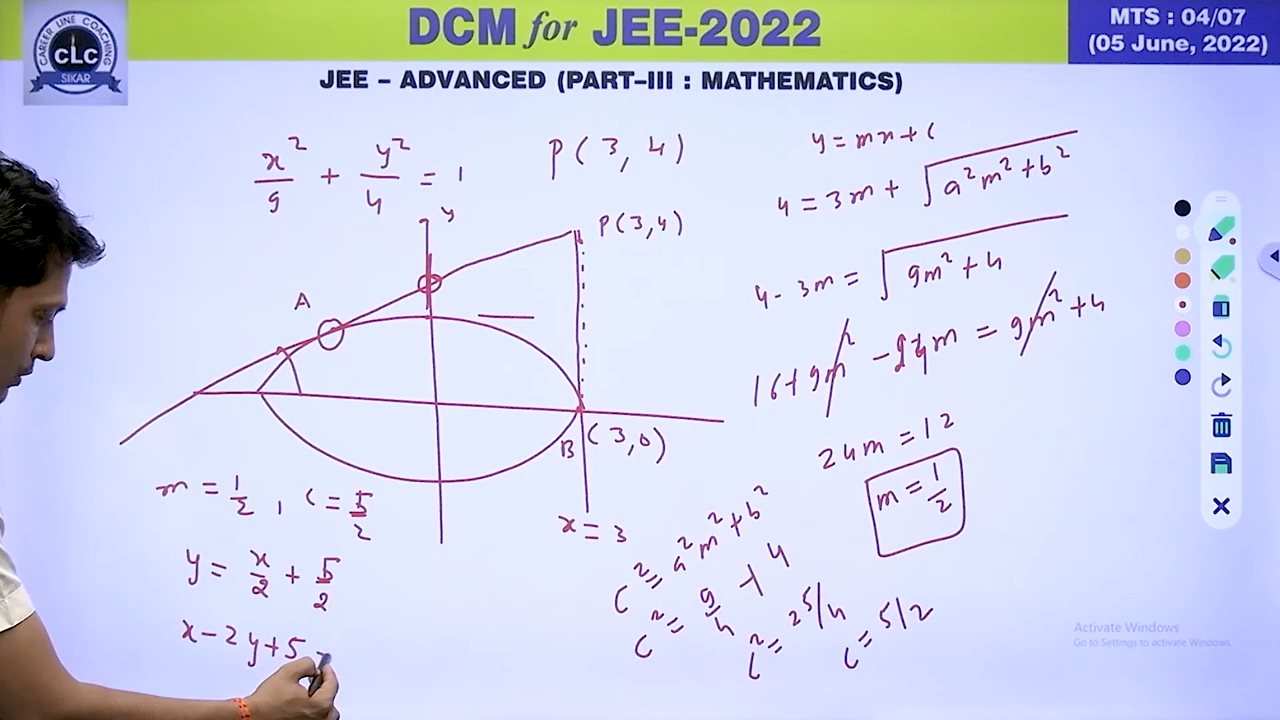 DCM for JEE-2022
MTS : 04/07
(05 June, 2022)
CAREER LINE COACHING
CLC
SIKAR
JEE – ADVANCED (PART–III : MATHEMATICS)
x²/9 + y²/4 = 1
P(3, 4)
y
P(3,4)
A
B (3,0)
x = 3
m = 1/2, c = 5/2
y = x/2 + 5/2
x - 2y + 5 =
y = mx + c
4 = 3m + √(a²m² + b²)
4 - 3m = √(9m² + 4)
16 + 9m² - 24m = 9m² + 4
24m = 12
m = 1/2
c² = a²m² + b²
c² = 9/4 + 4
c² = 25/4
c = 5/2
Activate Windows
Go to Settings to activate Windows.